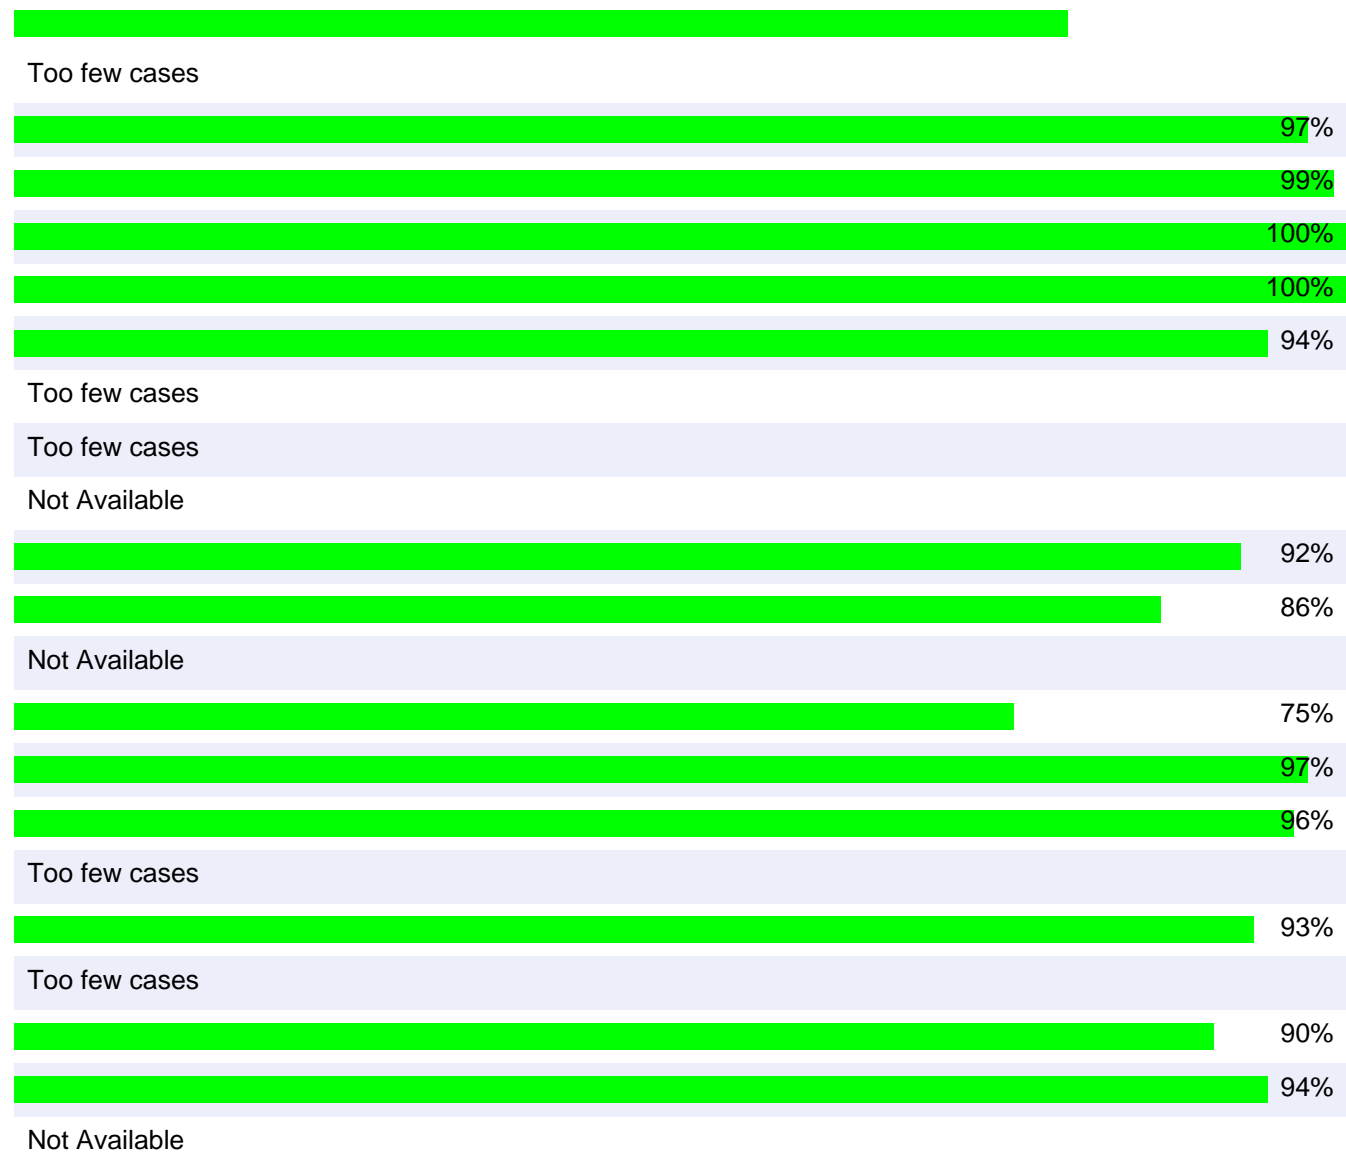 Too few cases
97%
99%
100%
100%
94%
Too few cases
Too few cases
Not Available
92%
86%
Not Available
75%
97%
96%
Too few cases
93%
Too few cases
90%
94%
Not Available